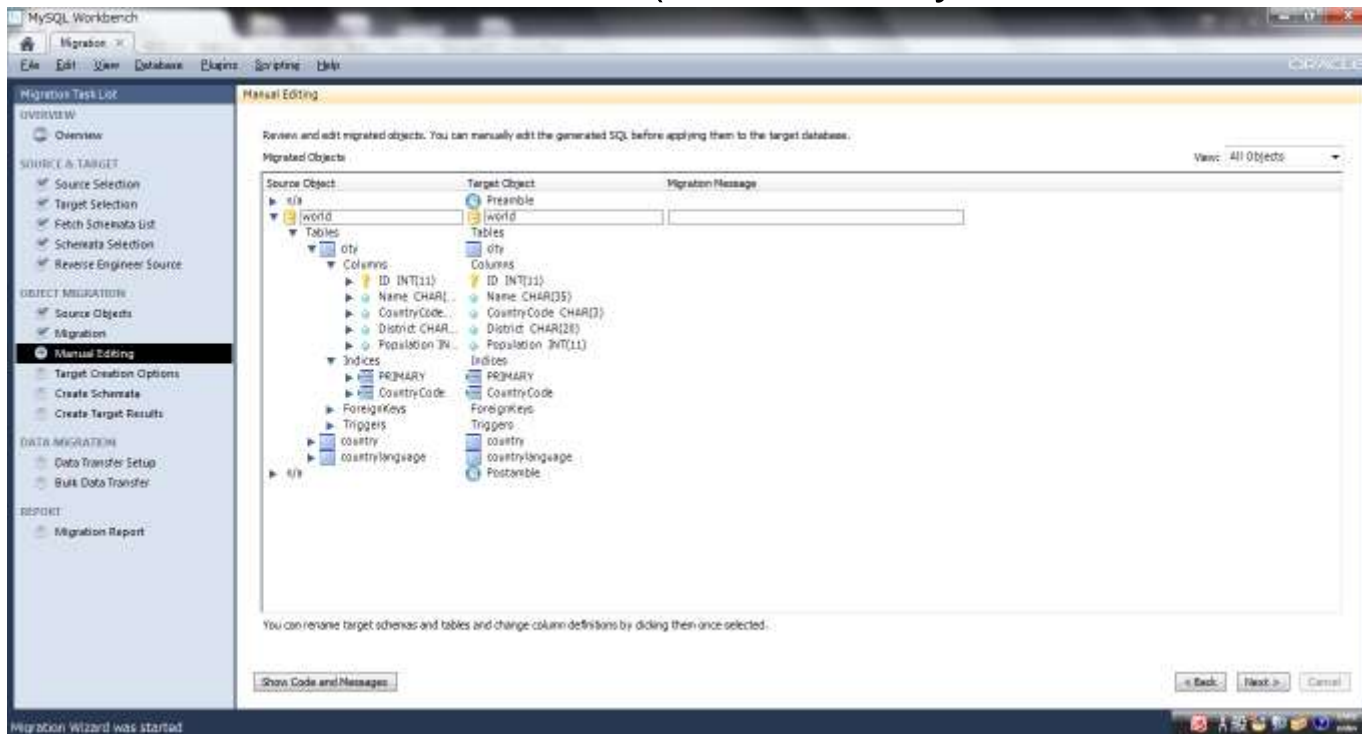 MySQL Workbench
Migration
File Edit View Database Plugins Scripting Help
ORACLE
Migration Task List
OVERVIEW
Overview
SOURCE & TARGET
Source Selection
Target Selection
Fetch Schemata List
Schemata Selection
Reverse Engineer Source
OBJECT MIGRATION
Source Objects
Migration
Manual Editing
Target Creation Options
Create Schemata
Create Target Results
DATA MIGRATION
Data Transfer Setup
Bulk Data Transfer
REPORT
Migration Report
Manual Editing
Review and edit migrated objects. You can manually edit the generated SQL before applying them to the target database.
Migrated Objects
View: All Objects
Source Object Target Object Migration Message
n/a Preamble
world world
Tables Tables
city city
Columns Columns
ID INT(11) ID INT(11)
Name CHAR(... Name CHAR(35)
CountryCode... CountryCode CHAR(3)
District CHAR... District CHAR(20)
Population IN... Population INT(11)
Indices Indices
PRIMARY PRIMARY
CountryCode CountryCode
ForeignKeys ForeignKeys
Triggers Triggers
country country
countrylanguage countrylanguage
n/a Postamble
You can rename target schemas and tables and change column definitions by clicking them once selected.
Show Code and Messages
< Back Next > Cancel
Migration Wizard was started